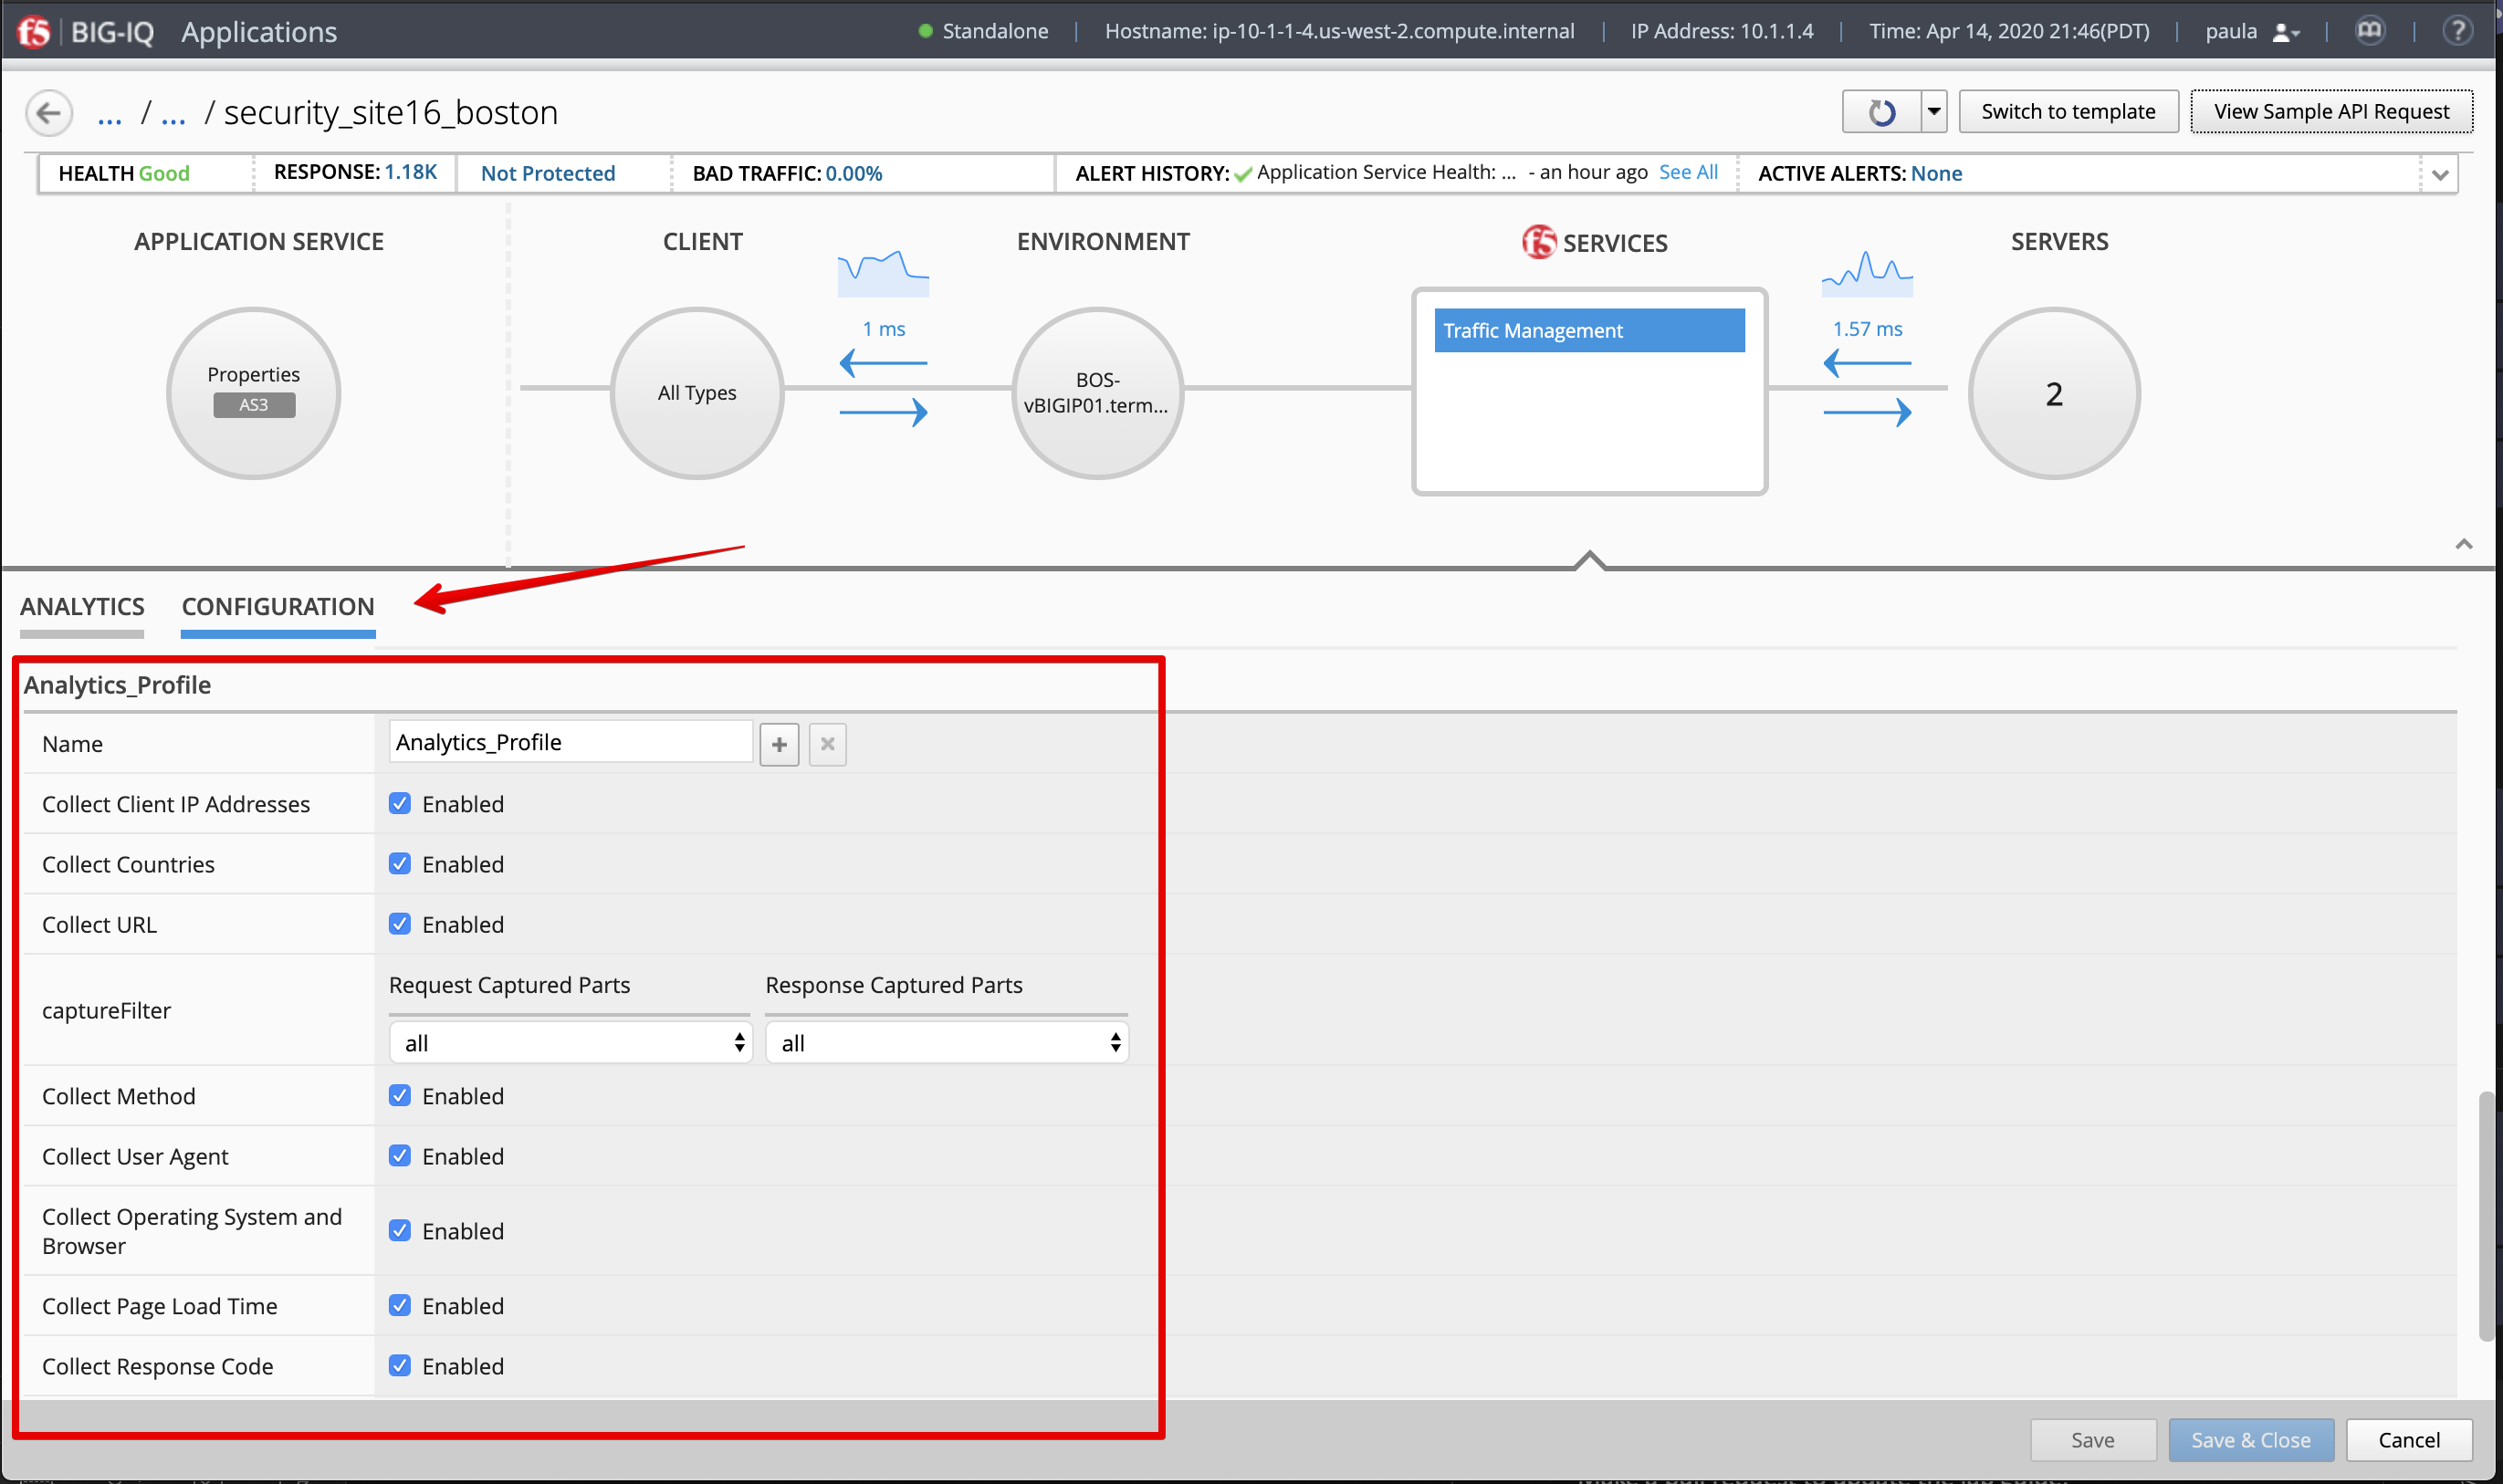 f5 BIG-IQ Applications Standalone Hostname: ip-10-1-1-4.us-west-2.compute.internal IP Address: 10.1.1.4 Time: Apr 14, 2020 21:46(PDT) paula ?
... / ... / security_site16_boston Switch to template View Sample API Request
HEALTH Good RESPONSE: 1.18K Not Protected BAD TRAFFIC: 0.00% ALERT HISTORY: Application Service Health: ... - an hour ago See All ACTIVE ALERTS: None
APPLICATION SERVICE CLIENT ENVIRONMENT f5 SERVICES SERVERS
1 ms Traffic Management 1.57 ms
Properties
AS3
All Types
BOS-
vBIGIP01.term...
2
ANALYTICS CONFIGURATION
Analytics_Profile
Name Analytics_Profile + ×
Collect Client IP Addresses Enabled
Collect Countries Enabled
Collect URL Enabled
captureFilter
Request Captured Parts Response Captured Parts
all all
Collect Method Enabled
Collect User Agent Enabled
Collect Operating System and
Browser Enabled
Collect Page Load Time Enabled
Collect Response Code Enabled
Save Save & Close Cancel